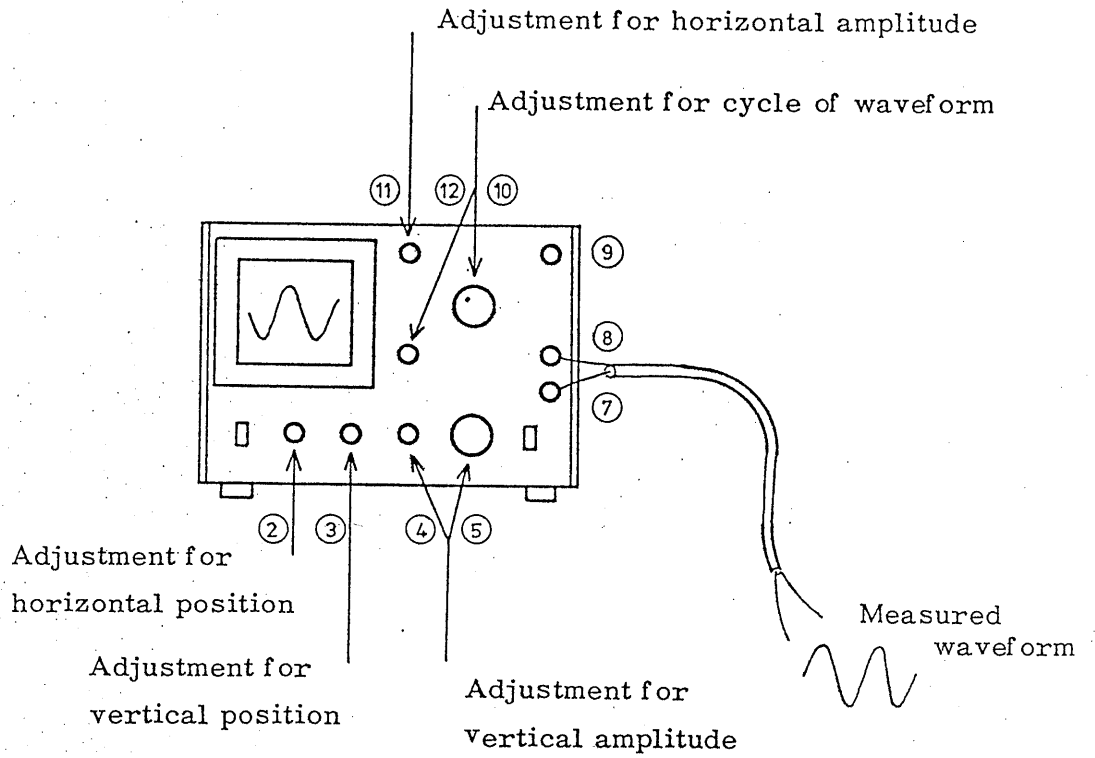 Adjustment for horizontal amplitude
Adjustment for cycle of waveform
⑪ ⑫ ⑩
⑨
⑧
⑦
② ③ ④ ⑤
Adjustment for
horizontal position
Adjustment for
vertical position
Adjustment for
vertical amplitude
Measured
waveform